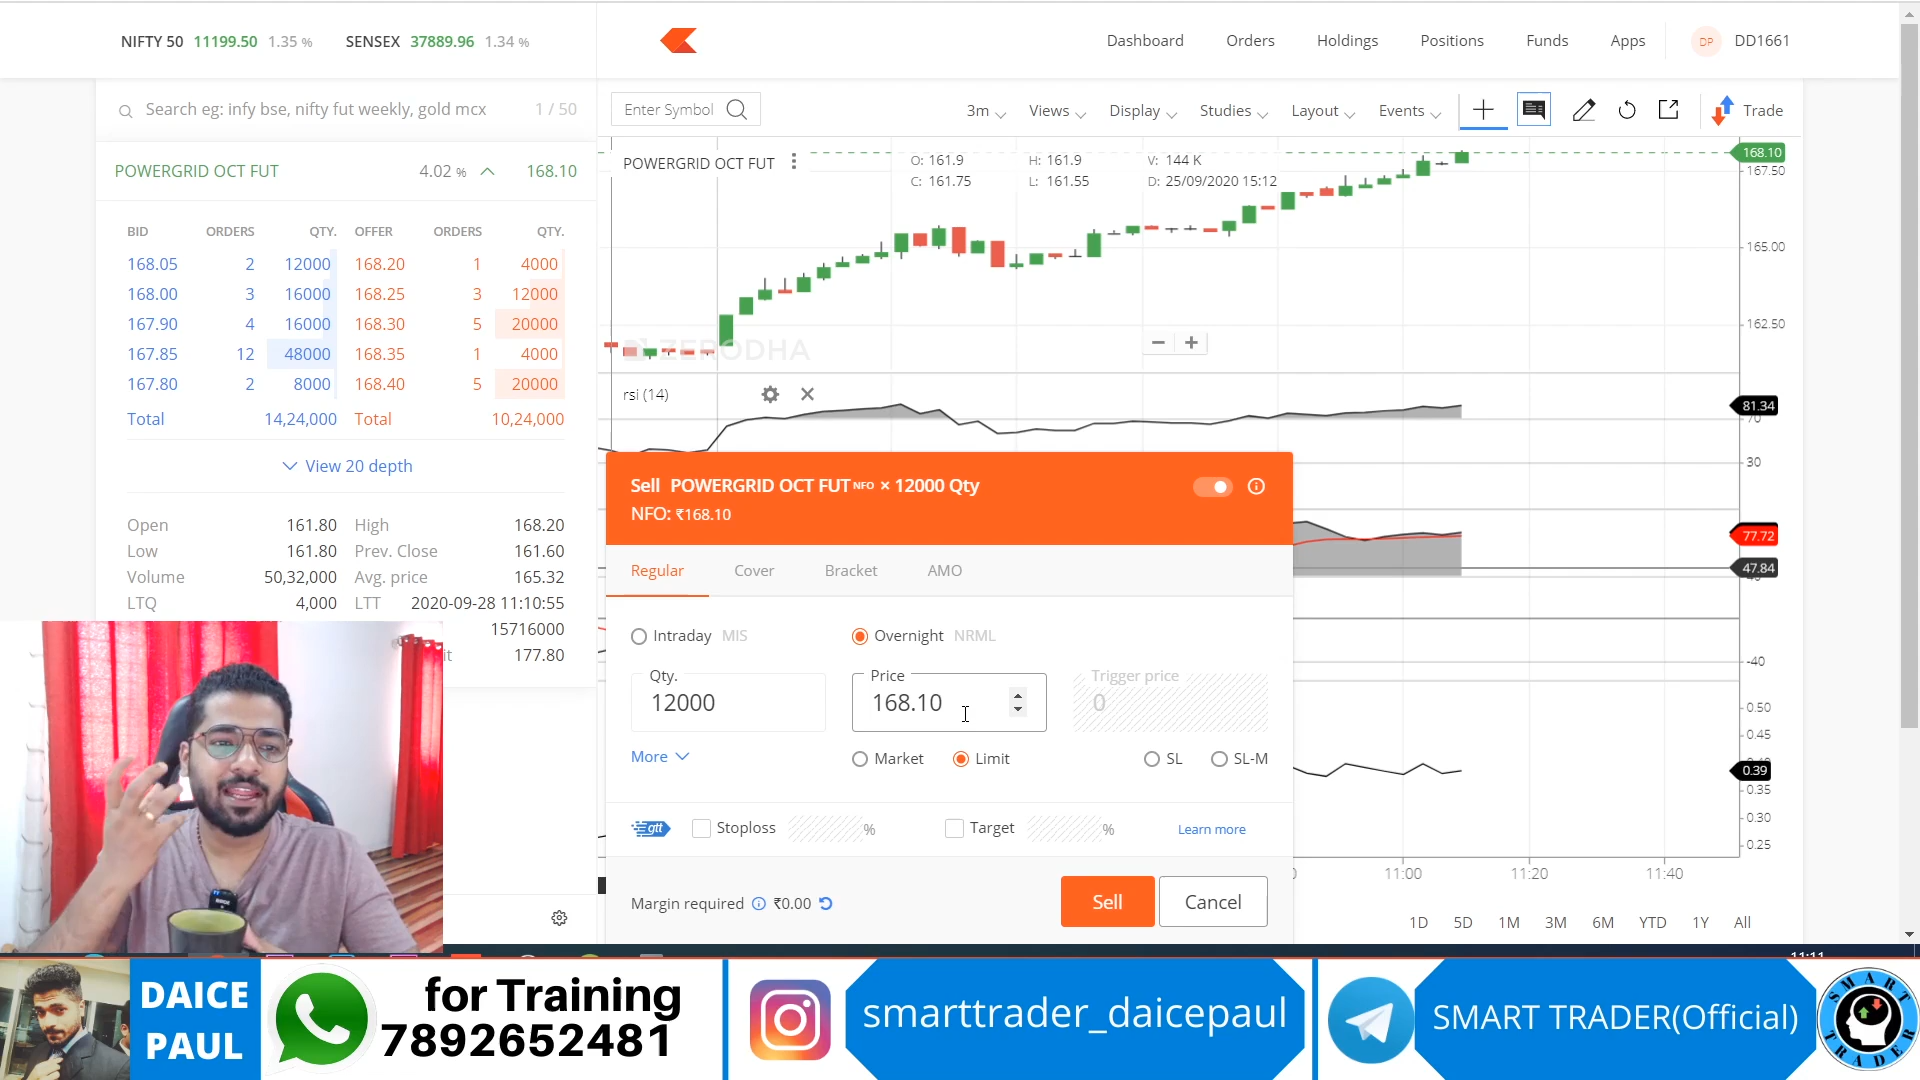 NIFTY 50 11199.50 1.35 % SENSEX 37889.96 1.34 %
Dashboard Orders Holdings Positions Funds Apps DP DD1661
Search eg: infy bse, nifty fut weekly, gold mcx 1 / 50
Enter Symbol 3m Views Display Studies Layout Events Trade
POWERGRID OCT FUT 4.02 % 168.10
BID ORDERS QTY. OFFER ORDERS QTY.
168.05 2 12000 168.20 1 4000
168.00 3 16000 168.25 3 12000
167.90 4 16000 168.30 5 20000
167.85 12 48000 168.35 1 4000
167.80 2 8000 168.40 5 20000
Total 14,24,000 Total 10,24,000
View 20 depth
Open 161.80 High 168.20
Low 161.80 Prev. Close 161.60
Volume 50,32,000 Avg. price 165.32
LTQ 4,000 LTT 2020-09-28 11:10:55
15716000
it 177.80
POWERGRID OCT FUT
O: 161.9 H: 161.9 V: 144 K
C: 161.75 L: 161.55 D: 25/09/2020 15:12
168.10
167.50
165.00
162.50
ZERODHA
rsi (14)
81.34
70
30
77.72
47.84
-40
0.50
0.45
0.39
0.35
0.30
0.25
11:00 11:20 11:40
1D 5D 1M 3M 6M YTD 1Y All
Sell POWERGRID OCT FUT NFO × 12000 Qty
NFO: ₹168.10
Regular Cover Bracket AMO
Intraday MIS Overnight NRML
Qty. Price Trigger price
12000 168.10 0
More Market Limit SL SL-M
gtt Stoploss % Target % Learn more
Margin required ₹0.00 Sell Cancel
DAICE
PAUL
for Training
7892652481
smarttrader_daicepaul
SMART TRADER(Official)
SMART
TRADER